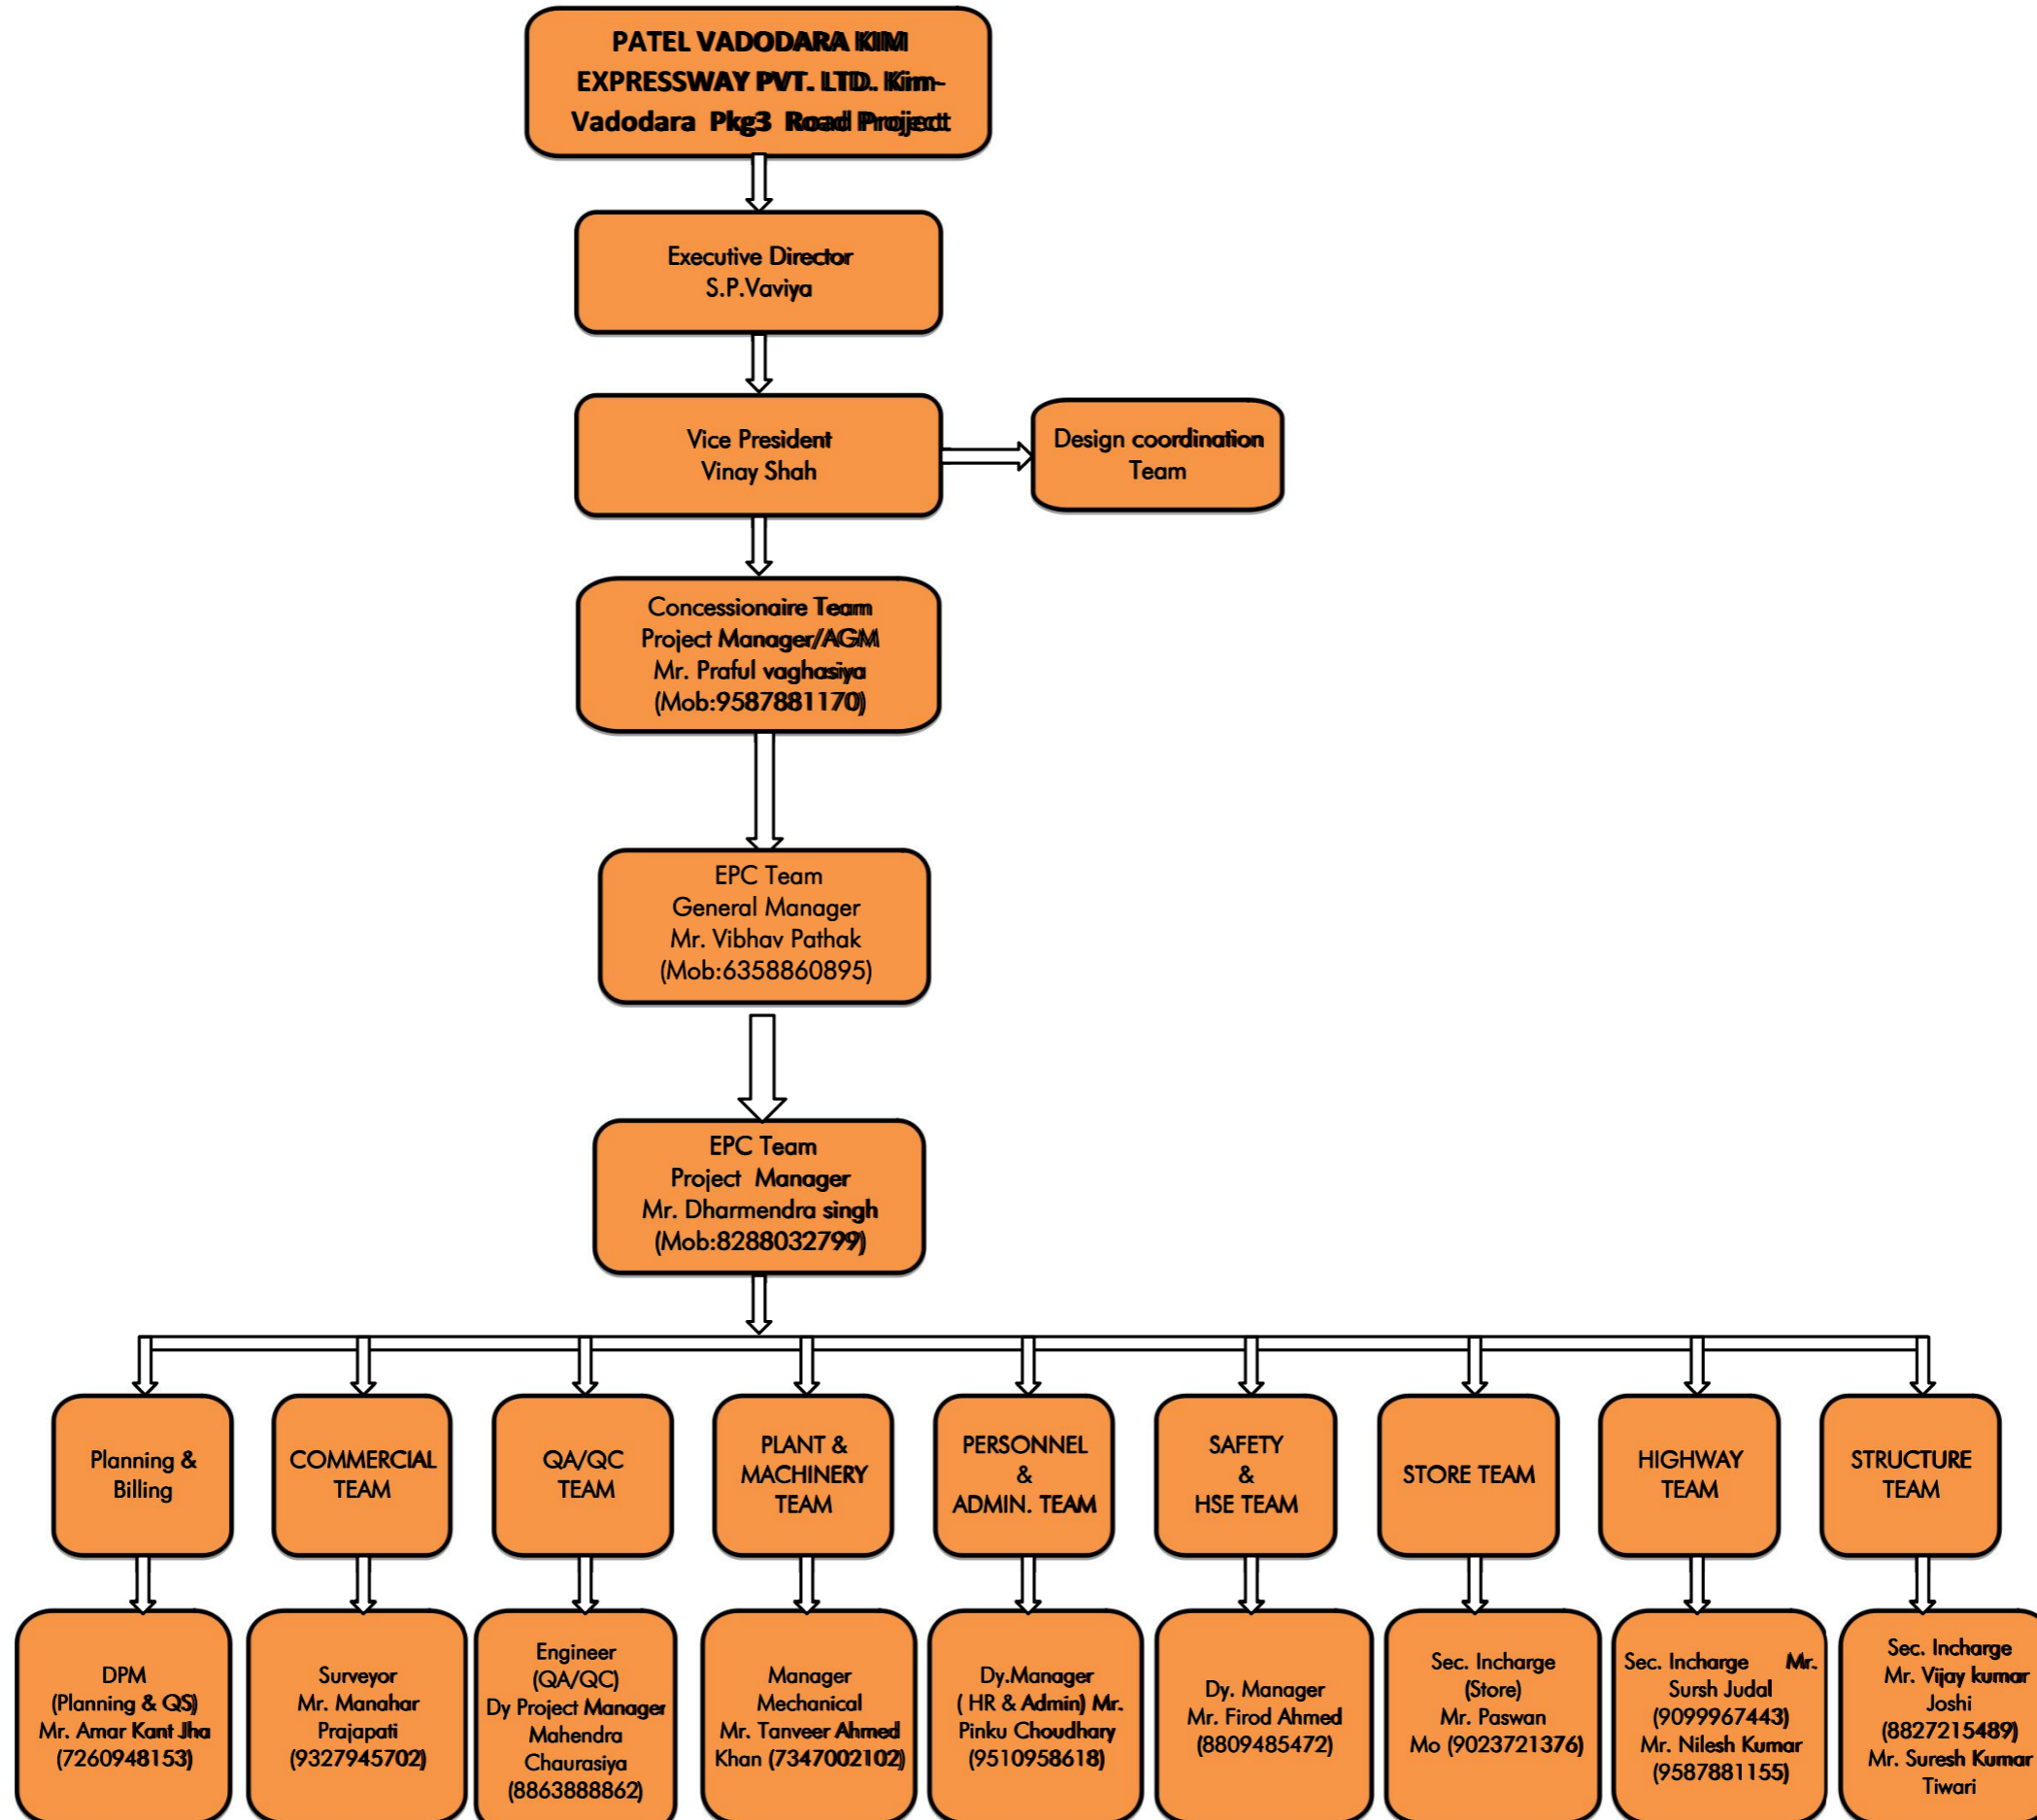 PATEL VADODARA KIM
EXPRESSWAY PVT. LTD. Kim-
Vadodara Pkg3 Road Project
Executive Director
S.P.Vaviya
Vice President
Vinay Shah
Design coordination
Team
Concessionaire Team
Project Manager/AGM
Mr. Praful vaghasiya
(Mob:9587881170)
EPC Team
General Manager
Mr. Vibhav Pathak
(Mob:6358860895)
EPC Team
Project Manager
Mr. Dharmendra singh
(Mob:8288032799)
Planning &
Billing
COMMERCIAL
TEAM
QA/QC
TEAM
PLANT &
MACHINERY
TEAM
PERSONNEL
&
ADMIN. TEAM
SAFETY
&
HSE TEAM
STORE TEAM
HIGHWAY
TEAM
STRUCTURE
TEAM
DPM
(Planning & QS)
Mr. Amar Kant Jha
(7260948153)
Surveyor
Mr. Manahar
Prajapati
(9327945702)
Engineer
(QA/QC)
Dy Project Manager
Mahendra
Chaurasiya
(8863888862)
Manager
Mechanical
Mr. Tanveer Ahmed
Khan (7347002102)
Dy.Manager
( HR & Admin) Mr.
Pinku Choudhary
(9510958618)
Dy. Manager
Mr. Firod Ahmed
(8809485472)
Sec. Incharge
(Store)
Mr. Paswan
Mo (9023721376)
Sec. Incharge Mr.
Sursh Judal
(9099967443)
Mr. Nilesh Kumar
(9587881155)
Sec. Incharge
Mr. Vijay kumar
Joshi
(8827215489)
Mr. Suresh Kumar
Tiwari